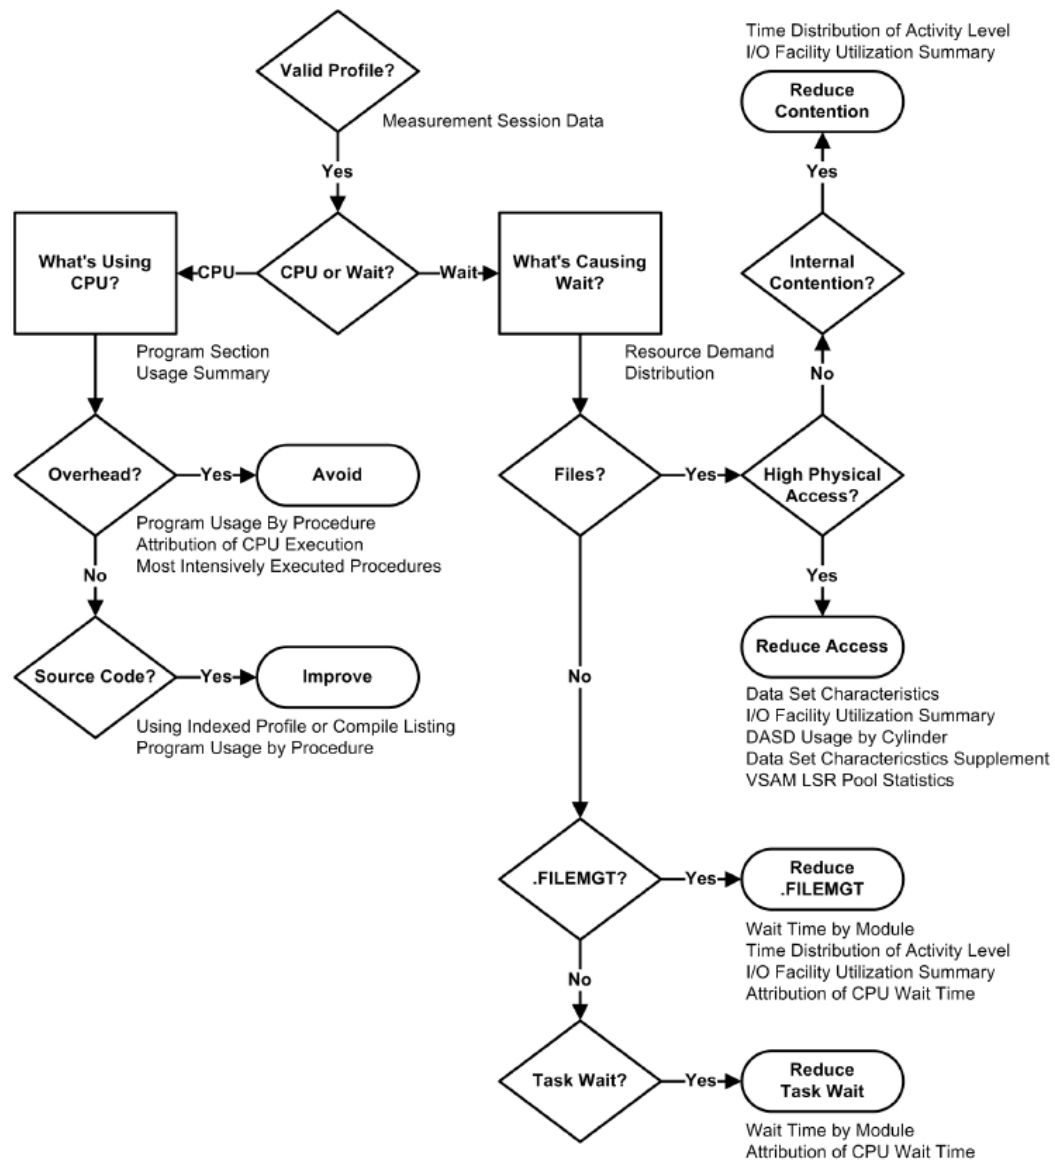 Time Distribution of Activity Level
I/O Facility Utilization Summary
Valid Profile?
Reduce
Contention
Measurement Session Data
Yes
Yes
What's Using
CPU?
CPU
CPU or Wait?
Wait
What's Causing
Wait?
Internal
Contention?
Program Section
Usage Summary
Resource Demand
Distribution
No
Overhead?
Yes
Avoid
Files?
Yes
High Physical
Access?
Program Usage By Procedure
Attribution of CPU Execution
Most Intensively Executed Procedures
No
Yes
Source Code?
Yes
Improve
No
Reduce Access
Using Indexed Profile or Compile Listing
Program Usage by Procedure
Data Set Characteristics
I/O Facility Utilization Summary
DASD Usage by Cylinder
Data Set Charactericstics Supplement
VSAM LSR Pool Statistics
.FILEMGT?
Yes
Reduce
.FILEMGT
Wait Time by Module
Time Distribution of Activity Level
I/O Facility Utilization Summary
Attribution of CPU Wait Time
No
Task Wait?
Yes
Reduce
Task Wait
Wait Time by Module
Attribution of CPU Wait Time